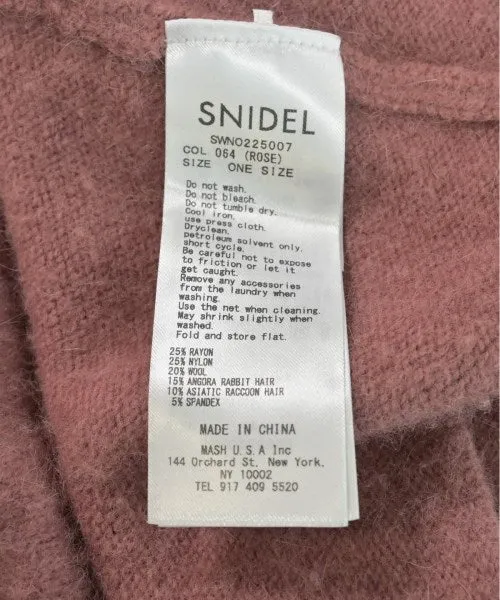 SNIDEL
SWNO225007
COL 064 (ROSE)
SIZE ONE SIZE
Do not wash.
Do not bleach.
Do not tumble dry.
Cool iron.
use press cloth.
Dryclean.
petroleum solvent only.
short cycle.
Be careful not to expose
to friction or let it
get caught.
Remove any accessories
from the laundry when
washing.
Use the net when cleaning.
May shrink slightly when
washed.
Fold and store flat.
25% RAYON
25% NYLON
20% WOOL
15% ANGORA RABBIT HAIR
10% ASIATIC RACCOON HAIR
5% SPANDEX
MADE IN CHINA
MASH U.S.A Inc
144 Orchard St. New York.
NY 10002
TEL 917 409 5520